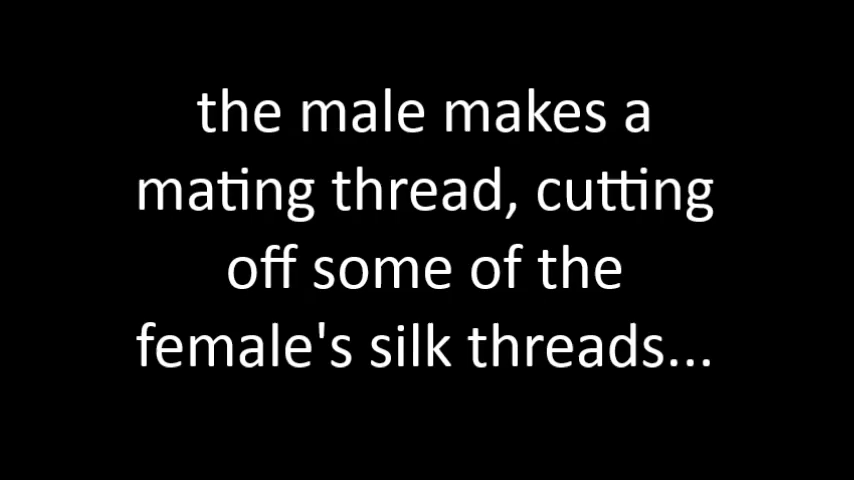 the male makes a
mating thread, cutting
off some of the
female's silk threads...